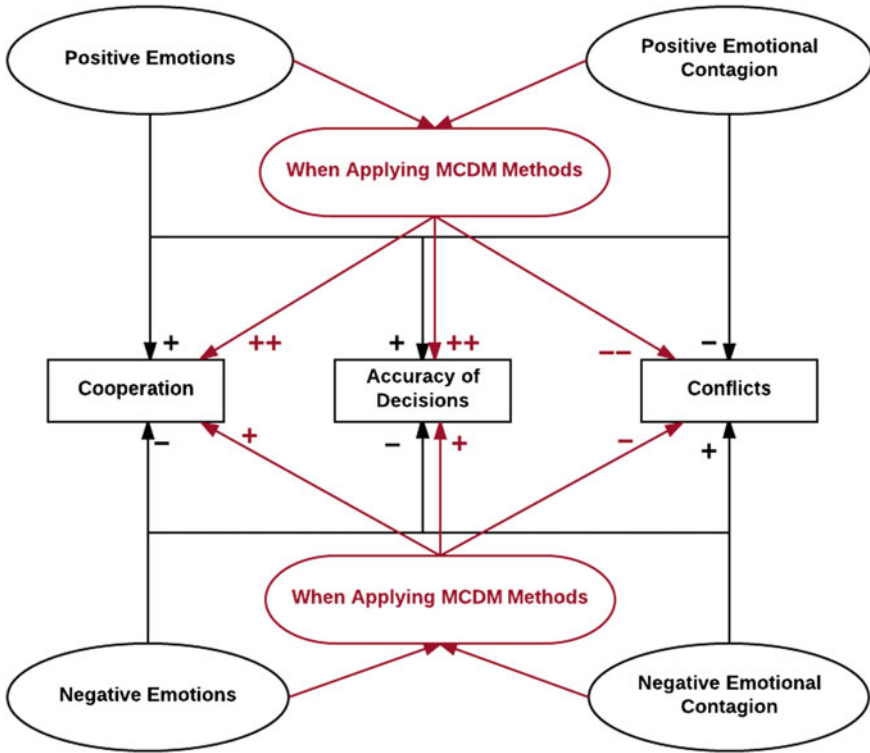 Positive Emotions
Positive Emotional
Contagion
When Applying MCDM Methods
+
++
+
++
−−
−
Cooperation
Accuracy of
Decisions
Conflicts
−
+
−
+
−
+
When Applying MCDM Methods
Negative Emotions
Negative Emotional
Contagion